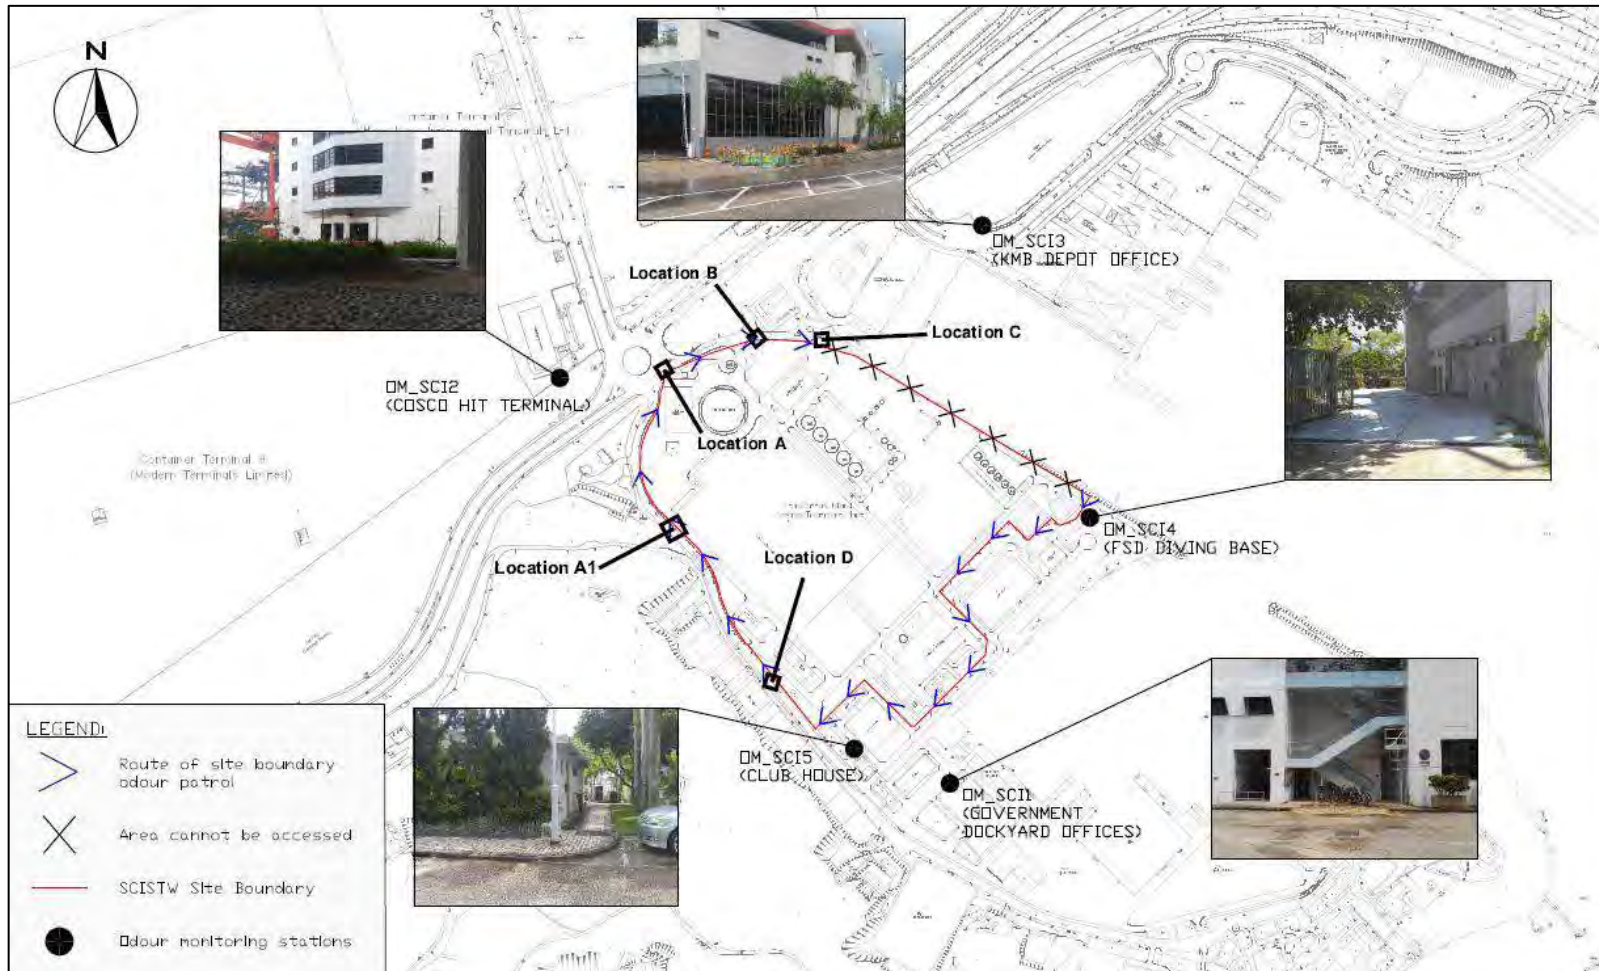 N
Location B
Location C
Location A
Location A1
Location D
OM_SCI3
(KMB DEPOT OFFICE)
OM_SCI2
(COSCO HIT TERMINAL)
Container Terminal 8
(Modern Terminals Limited)
OM_SCI4
(FSD DIVING BASE)
OM_SCI5
(CLUB HOUSE)
OM_SCI1
(GOVERNMENT
DOCKYARD OFFICES)
LEGEND:
Route of site boundary
odour patrol
Area cannot be accessed
SCISTW Site Boundary
Odour monitoring stations